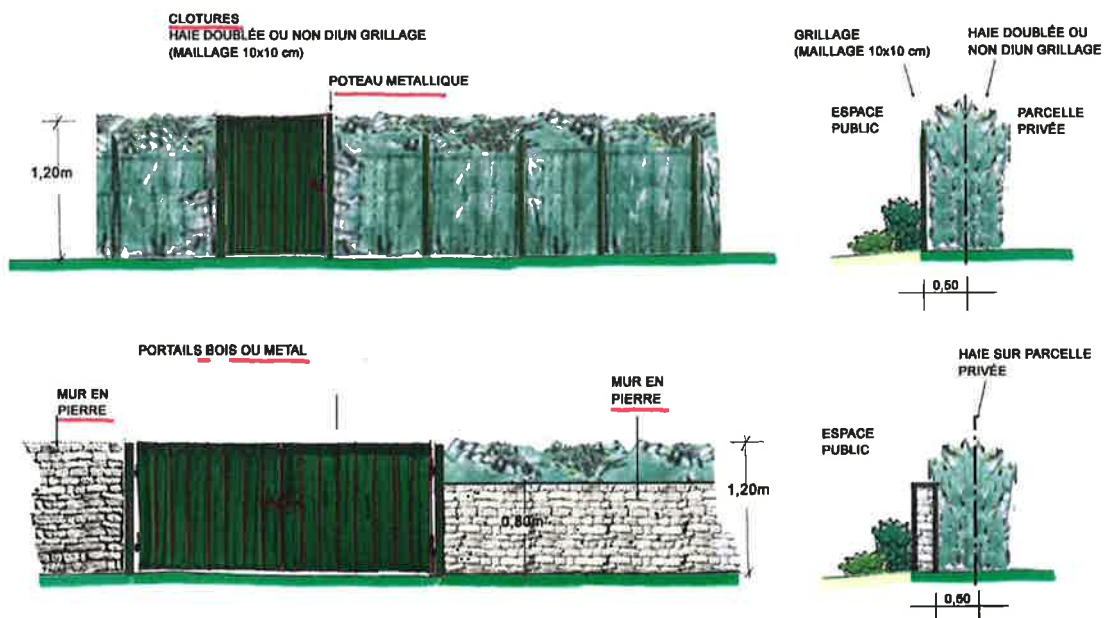 CLOTURES
HAIE DOUBLÉE OU NON DIUN GRILLAGE
(MAILLAGE 10x10 cm)
POTEAU METALLIQUE
1,20m
GRILLAGE
(MAILLAGE 10x10 cm)
HAIE DOUBLÉE OU
NON DIUN GRILLAGE
ESPACE
PUBLIC
PARCELLE
PRIVÉE
0,50
PORTAILS BOIS OU METAL
MUR EN
PIERRE
MUR EN
PIERRE
0,80m
1,20m
HAIE SUR PARCELLE
PRIVÉE
ESPACE
PUBLIC
0,50